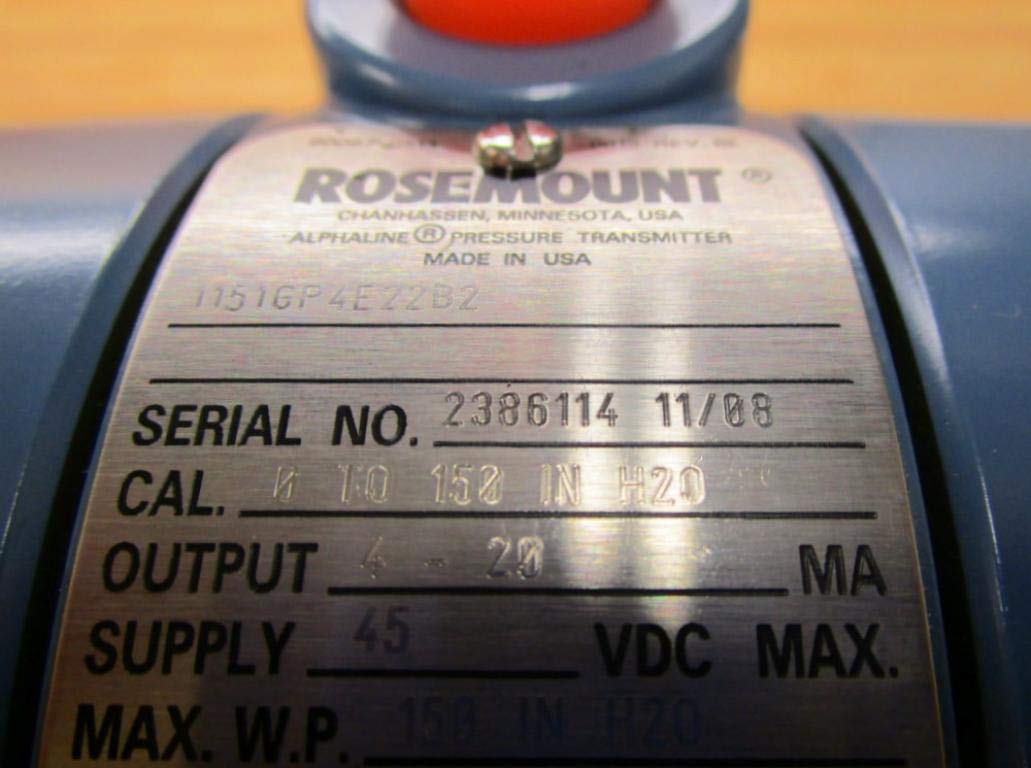 ROSEMOUNT ®
CHANHASSEN, MINNESOTA, USA
ALPHALINE ® PRESSURE TRANSMITTER
MADE IN USA
1151GP4E22B2
SERIAL NO. 2386114 11/08
CAL. 0 TO 150 IN H2O
OUTPUT 4 - 20 MA
SUPPLY 45 VDC MAX.
MAX. W.P. 150 IN H2O